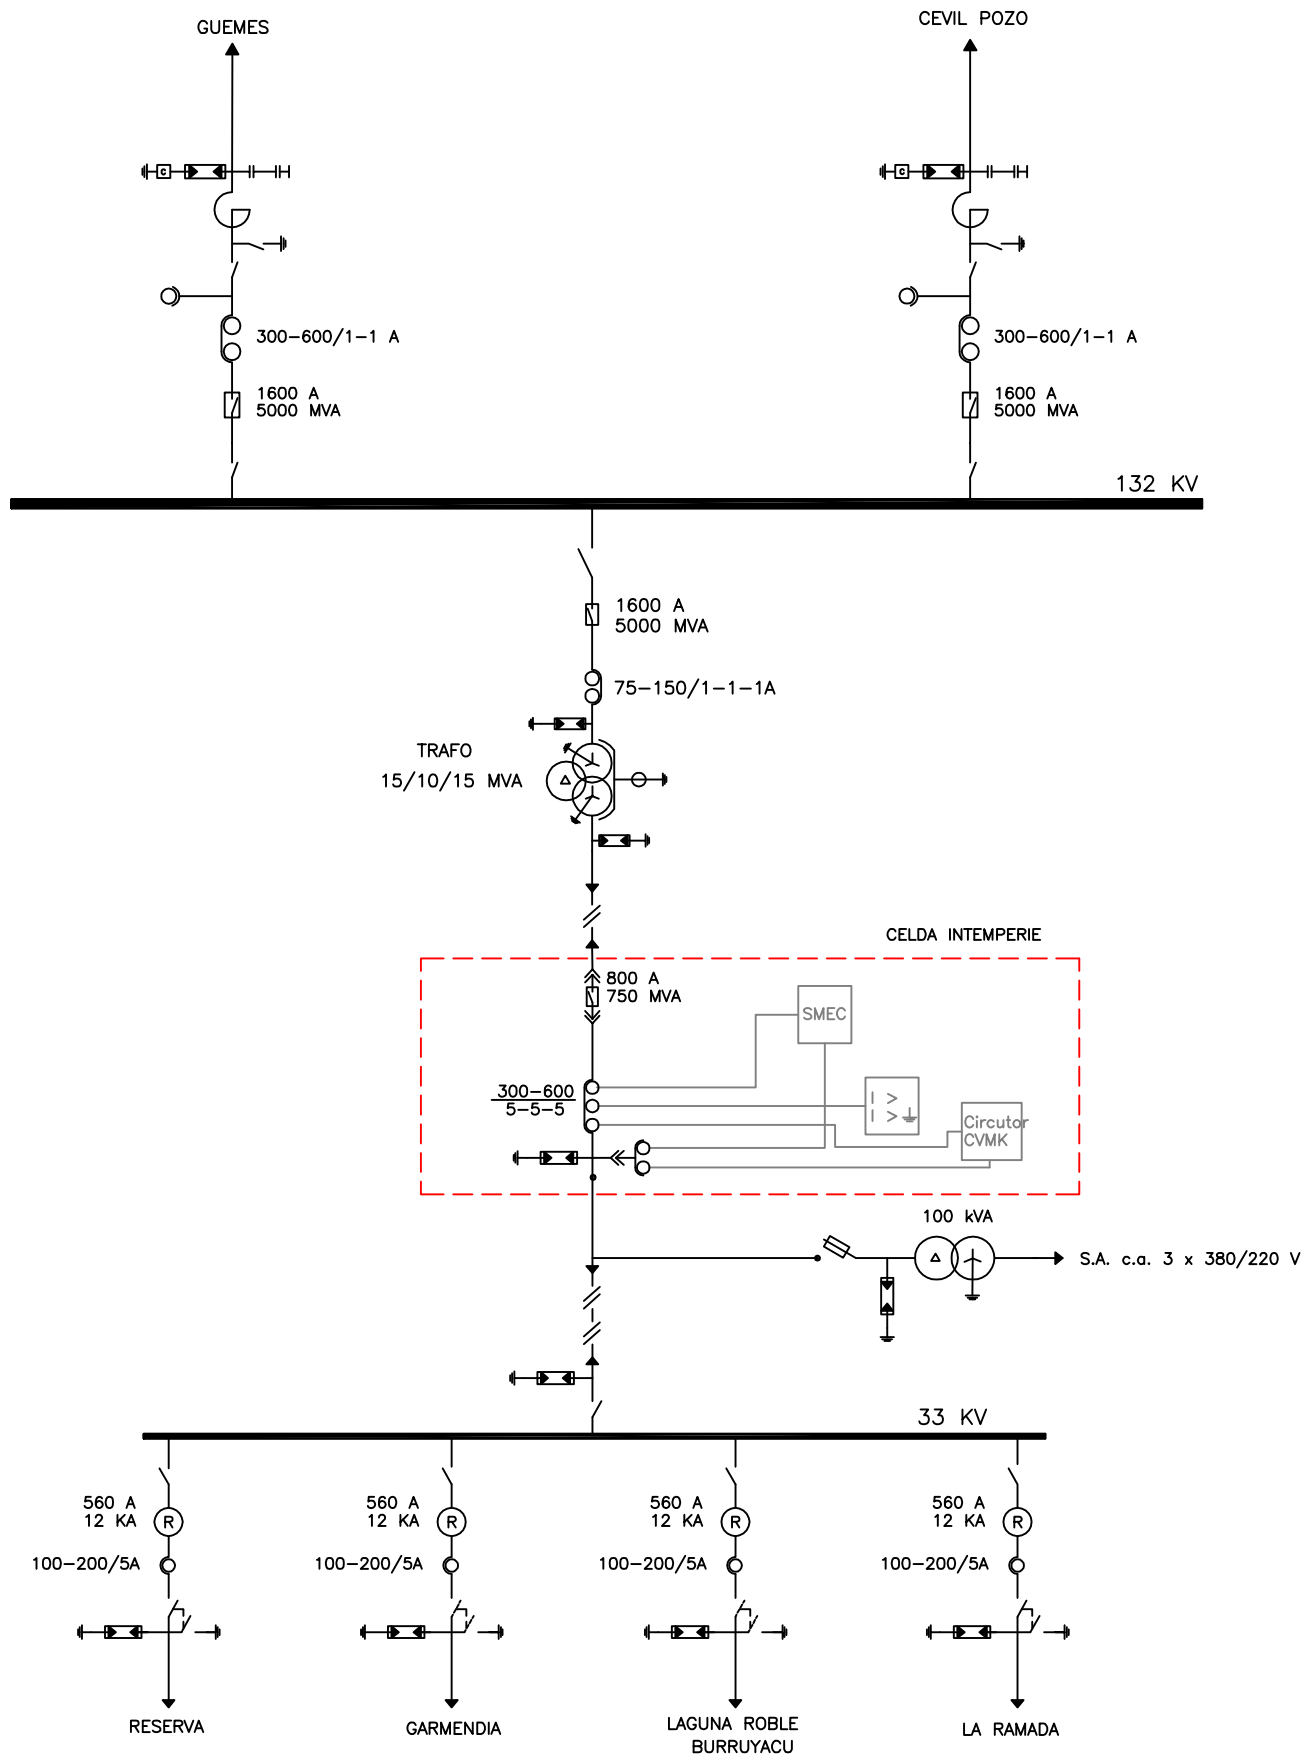 GUEMES
CEVIL POZO
C
C
300-600/1-1 A
300-600/1-1 A
1600 A
5000 MVA
1600 A
5000 MVA
132 KV
1600 A
5000 MVA
75-150/1-1-1A
TRAFO
15/10/15 MVA
CELDA INTEMPERIE
800 A
750 MVA
SMEC
300-600
5-5-5
I >
I >
Circutor
CVMK
100 kVA
S.A. c.a. 3 x 380/220 V
33 KV
560 A
12 KA
R
100-200/5A
560 A
12 KA
R
100-200/5A
560 A
12 KA
R
100-200/5A
560 A
12 KA
R
100-200/5A
RESERVA
GARMENDIA
LAGUNA ROBLE
BURRUYACU
LA RAMADA